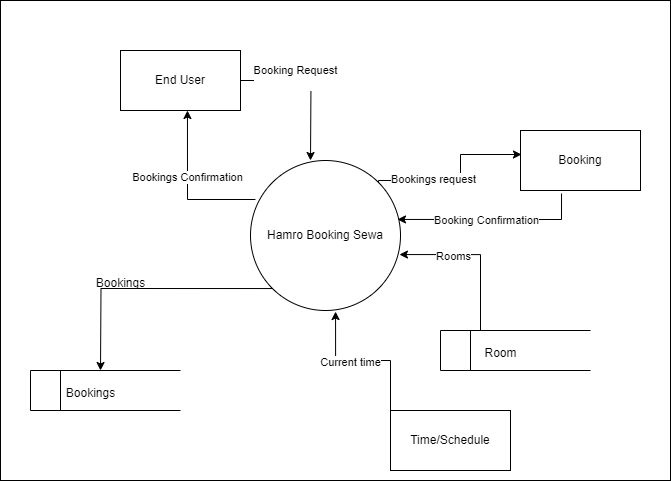 Booking Request
End User
Booking
Bookings Confirmation
Bookings request
Booking Confirmation
Hamro Booking Sewa
Rooms
Bookings
Room
Current time
Bookings
Time/Schedule